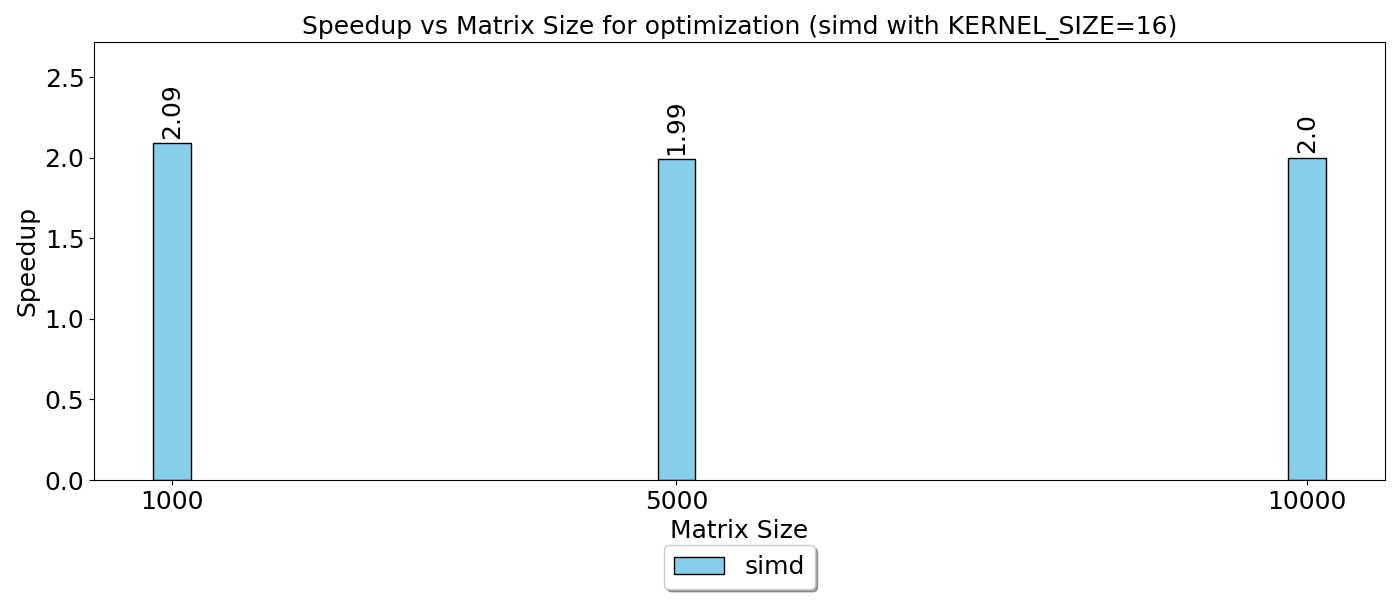 Speedup vs Matrix Size for optimization (simd with KERNEL_SIZE=16)
Speedup
2.5
2.0
1.5
1.0
0.5
0.0
2.09
1.99
2.0
1000 5000 10000
Matrix Size
simd